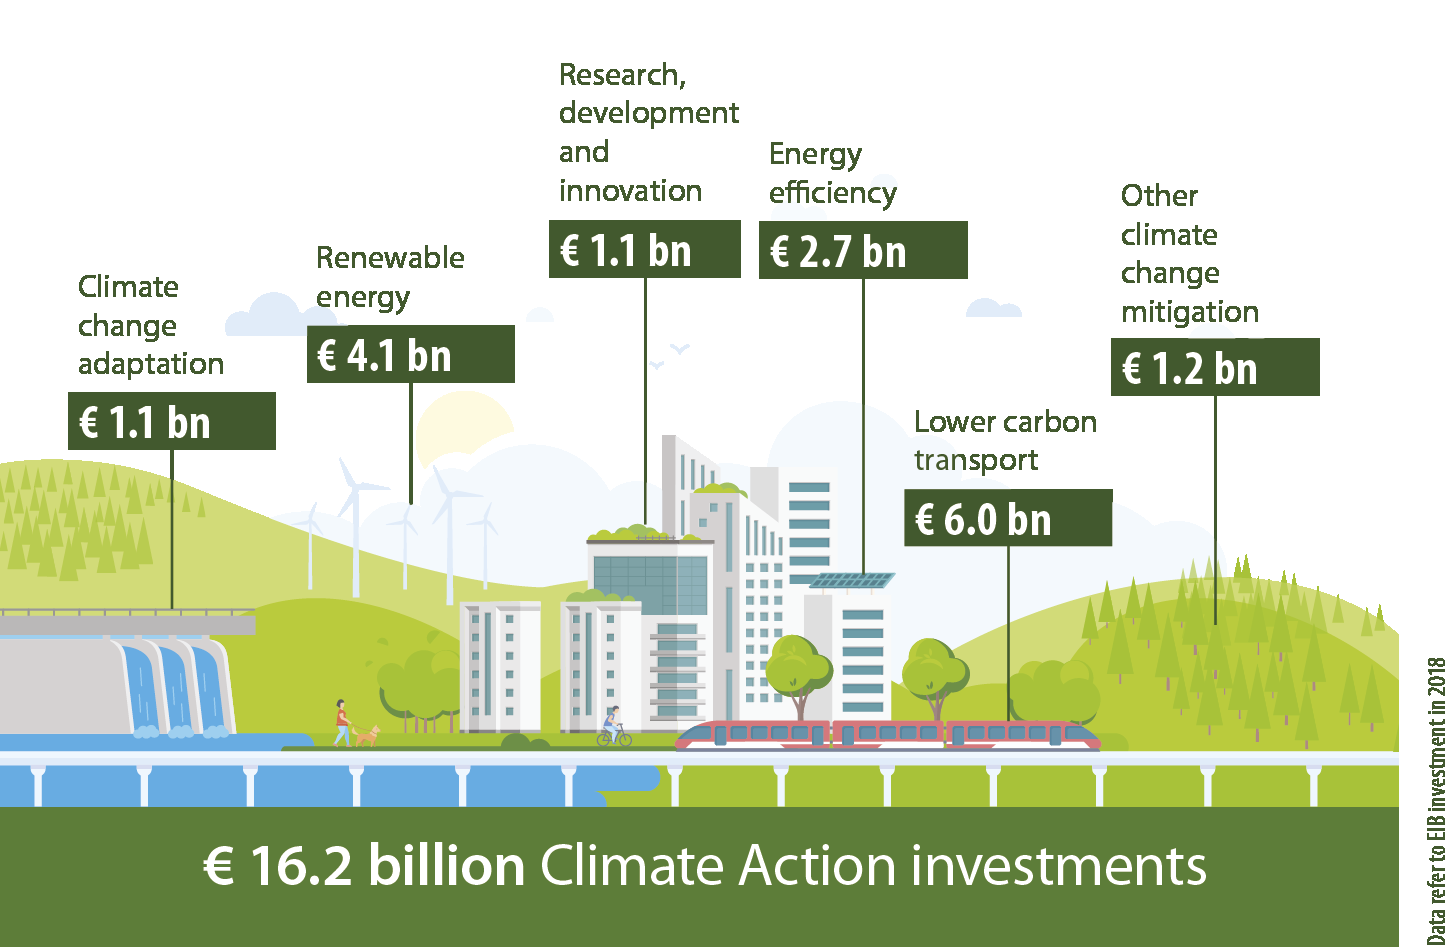 Research,
development
and
innovation
€ 1.1 bn
Energy
efficiency
€ 2.7 bn
Other
climate
change
mitigation
€ 1.2 bn
Renewable
energy
€ 4.1 bn
Climate
change
adaptation
€ 1.1 bn
Lower carbon
transport
€ 6.0 bn
€ 16.2 billion Climate Action investments
Data refer to EIB investment in 2018